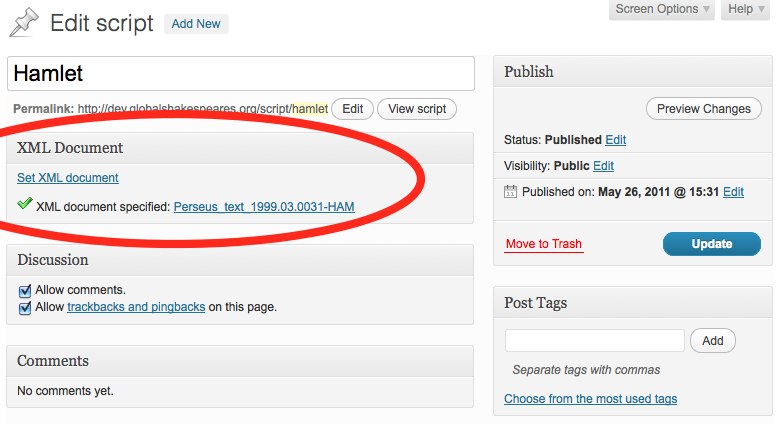 Screen Options Help
Edit script Add New
Hamlet
Permalink: http://dev.globalshakespeares.org/script/hamlet Edit View script
XML Document
Set XML document
XML document specified: Perseus_text_1999.03.0031-HAM
Discussion
Allow comments.
Allow trackbacks and pingbacks on this page.
Comments
No comments yet.
Publish
Preview Changes
Status: Published Edit
Visibility: Public Edit
Published on: May 26, 2011 @ 15:31 Edit
Move to Trash Update
Post Tags
Add
Separate tags with commas
Choose from the most used tags